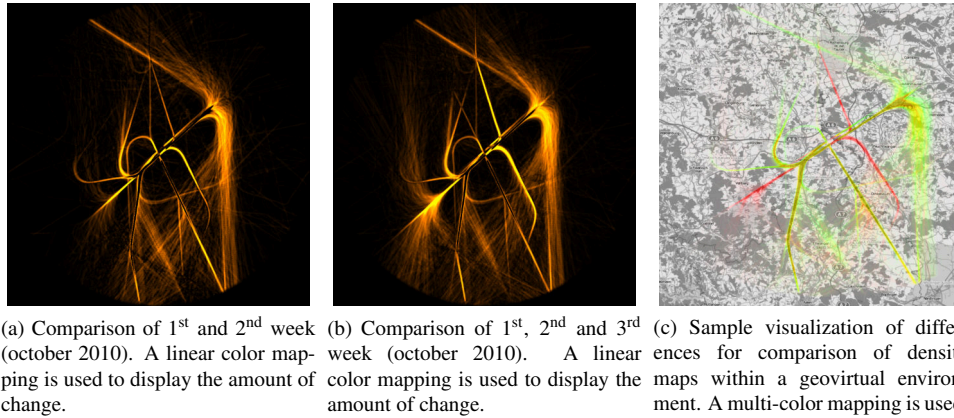 (a) Comparison of 1st and 2nd week
(october 2010). A linear color map-
ping is used to display the amount of
change.
(b) Comparison of 1st, 2nd and 3rd
week (october 2010). A linear
color mapping is used to display the
amount of change.
(c) Sample visualization of differ-
ences for comparison of densit
maps within a geovirtual enviro
ment. A multi-color mapping is use